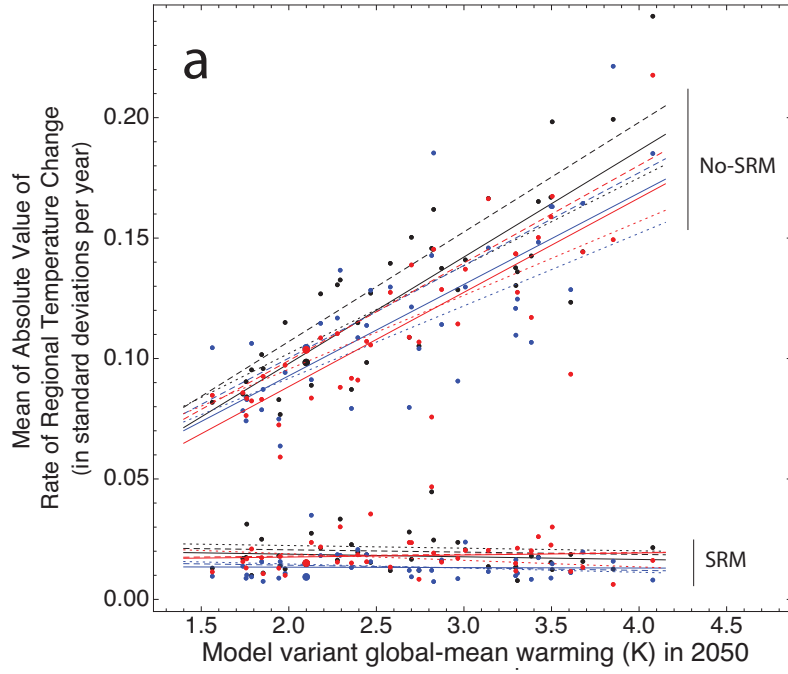 a
Mean of Absolute Value of
Rate of Regional Temperature Change
(in standard deviations per year)
0.20
0.15
0.10
0.05
0.00
No-SRM
SRM
1.5 2.0 2.5 3.0 3.5 4.0 4.5
Model variant global-mean warming (K) in 2050